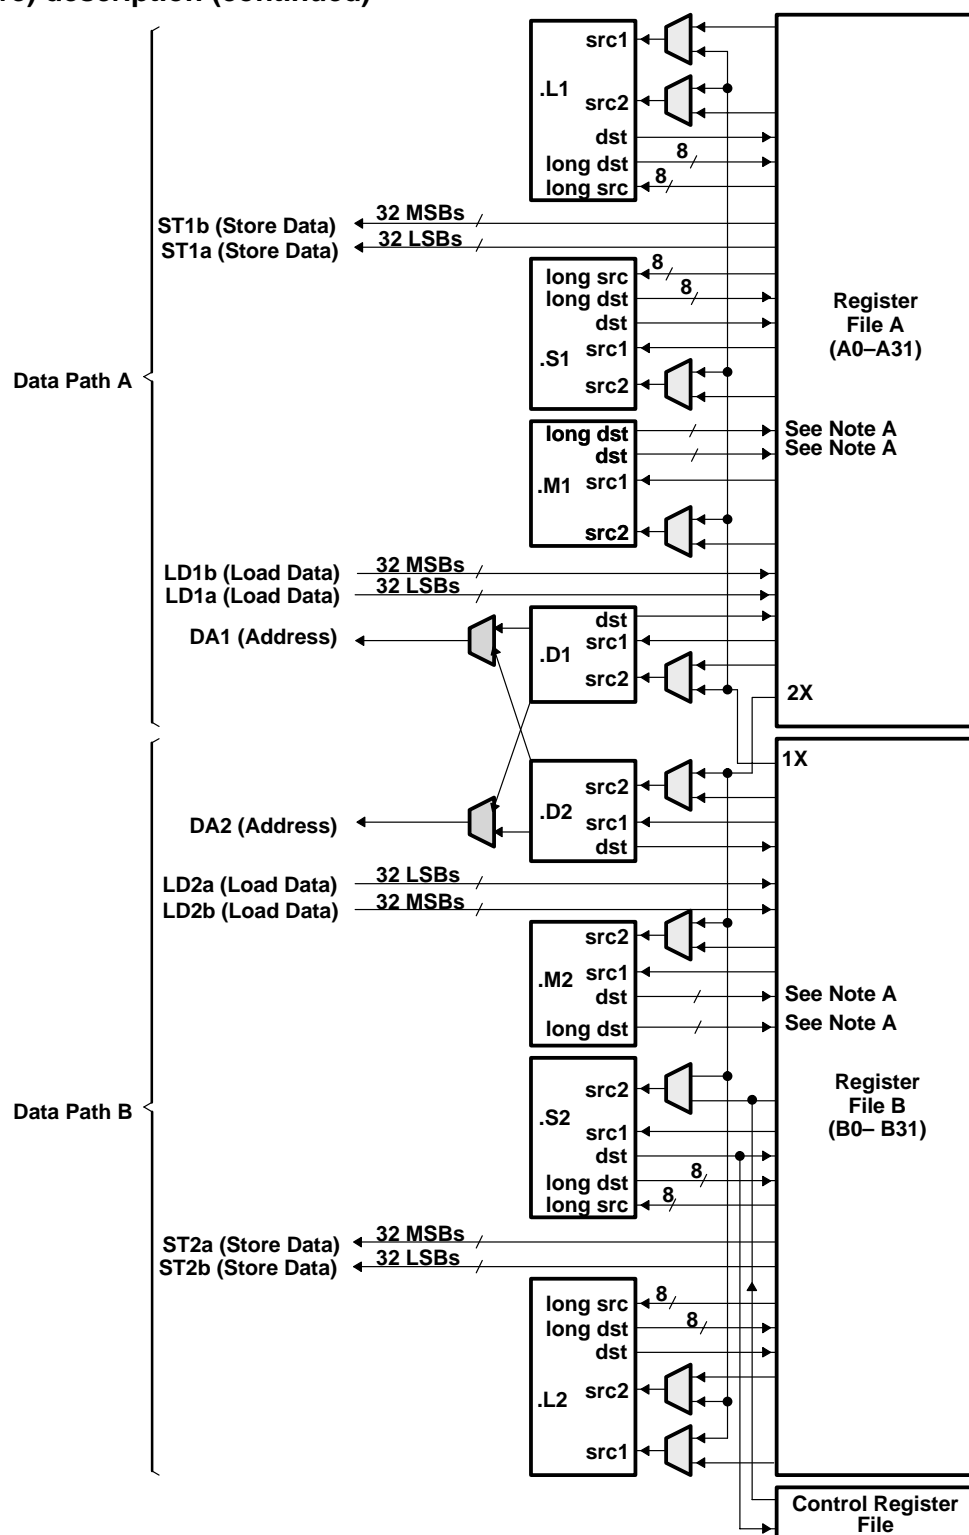 re) description (continued)
src1
.L1
src2
dst
long dst
8
long src
8
ST1b (Store Data)
32 MSBs
ST1a (Store Data)
32 LSBs
long src
8
long dst
8
dst
.S1
src1
src2
Register
File A
(A0–A31)
Data Path A
long dst
See Note A
dst
See Note A
.M1
src1
src2
LD1b (Load Data)
32 MSBs
LD1a (Load Data)
32 LSBs
DA1 (Address)
dst
src1
.D1
src2
2X
1X
src2
.D2
src1
dst
DA2 (Address)
LD2a (Load Data)
32 LSBs
LD2b (Load Data)
32 MSBs
src2
src1
.M2
dst
See Note A
long dst
See Note A
src2
.S2
src1
dst
long dst
8
long src
8
Register
File B
(B0– B31)
Data Path B
ST2a (Store Data)
32 MSBs
ST2b (Store Data)
32 LSBs
long src
8
long dst
8
dst
.L2
src2
src1
Control Register
File